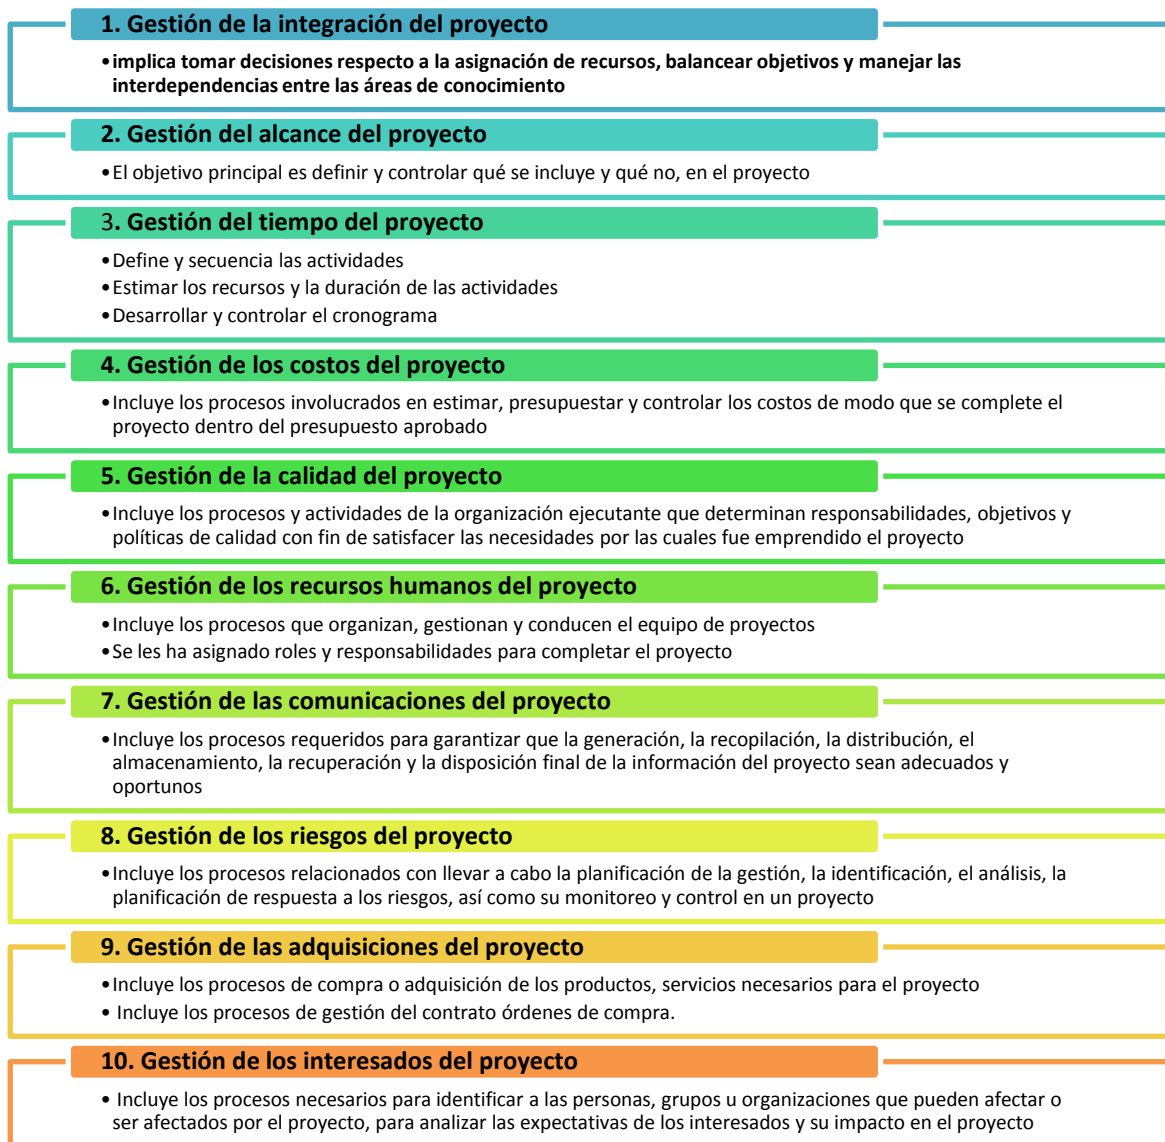 1. Gestión de la integración del proyecto
•implica tomar decisiones respecto a la asignación de recursos, balancear objetivos y manejar las
interdependencias entre las áreas de conocimiento
2. Gestión del alcance del proyecto
•El objetivo principal es definir y controlar qué se incluye y qué no, en el proyecto
3. Gestión del tiempo del proyecto
•Define y secuencia las actividades
•Estimar los recursos y la duración de las actividades
•Desarrollar y controlar el cronograma
4. Gestión de los costos del proyecto
•Incluye los procesos involucrados en estimar, presupuestar y controlar los costos de modo que se complete el
proyecto dentro del presupuesto aprobado
5. Gestión de la calidad del proyecto
•Incluye los procesos y actividades de la organización ejecutante que determinan responsabilidades, objetivos y
políticas de calidad con fin de satisfacer las necesidades por las cuales fue emprendido el proyecto
6. Gestión de los recursos humanos del proyecto
•Incluye los procesos que organizan, gestionan y conducen el equipo de proyectos
•Se les ha asignado roles y responsabilidades para completar el proyecto
7. Gestión de las comunicaciones del proyecto
•Incluye los procesos requeridos para garantizar que la generación, la recopilación, la distribución, el
almacenamiento, la recuperación y la disposición final de la información del proyecto sean adecuados y
oportunos
8. Gestión de los riesgos del proyecto
•Incluye los procesos relacionados con llevar a cabo la planificación de la gestión, la identificación, el análisis, la
planificación de respuesta a los riesgos, así como su monitoreo y control en un proyecto
9. Gestión de las adquisiciones del proyecto
•Incluye los procesos de compra o adquisición de los productos, servicios necesarios para el proyecto
• Incluye los procesos de gestión del contrato órdenes de compra.
10. Gestión de los interesados del proyecto
• Incluye los procesos necesarios para identificar a las personas, grupos u organizaciones que pueden afectar o
ser afectados por el proyecto, para analizar las expectativas de los interesados y su impacto en el proyecto